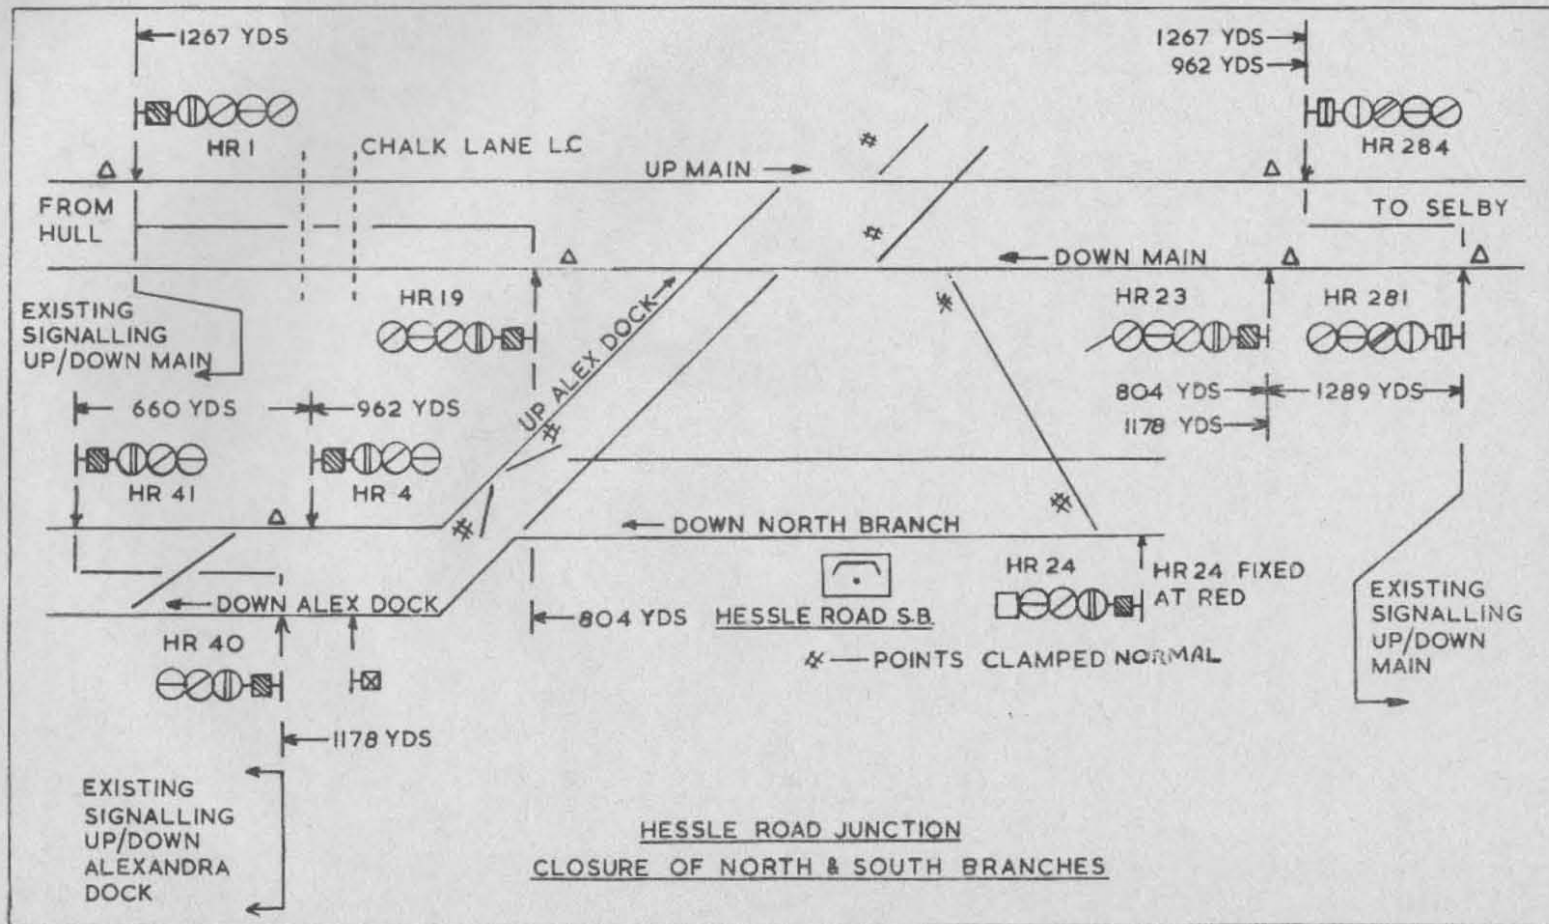 1267 YDS
1267 YDS
962 YDS
HR 1
CHALK LANE L.C
HR 284
UP MAIN
FROM
HULL
TO SELBY
DOWN MAIN
HR 19
HR 23
HR 281
EXISTING
SIGNALLING
UP/DOWN MAIN
UP ALEX DOCK
660 YDS
962 YDS
804 YDS
1289 YDS
1178 YDS
HR 41
HR 4
DOWN NORTH BRANCH
HR 24
HR 24 FIXED
AT RED
DOWN ALEX DOCK
804 YDS
HESSLE ROAD S.B.
EXISTING
SIGNALLING
UP/DOWN
MAIN
HR 40
POINTS CLAMPED NORMAL
1178 YDS
EXISTING
SIGNALLING
UP/DOWN
ALEXANDRA
DOCK
HESSLE ROAD JUNCTION
CLOSURE OF NORTH & SOUTH BRANCHES